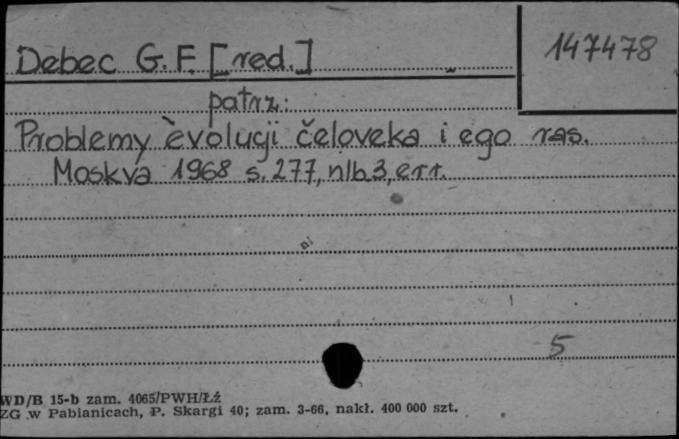 147478
Debec G. F. [red.]
patrz:
Problemy èvolucji čeloveka i ego ras.
Moskva 1968 s. 277, nlb. 3, err.
5
WD/B 15-b zam. 4065/PWH/Łź
ZG w Pabianicach, P. Skargi 40; zam. 3-66, nakł. 400 000 szt.